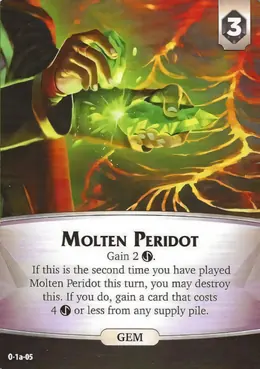 3
Molten Peridot
Gain 2 .
If this is the second time you have played
Molten Peridot this turn, you may destroy
this. If you do, gain a card that costs
4 or less from any supply pile.
GEM
0-1a-05